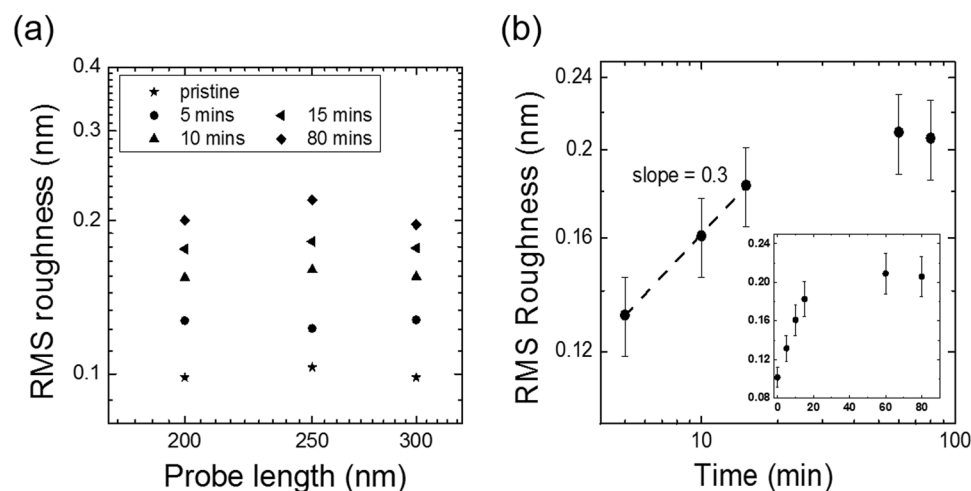 (a)
(b)
0.4
0.3
0.2
0.1
RMS roughness (nm)
pristine
5 mins
15 mins
10 mins
80 mins
200
250
300
Probe length (nm)
0.24
0.2
0.16
0.12
RMS Roughness (nm)
slope = 0.3
10
100
Time (min)
0.24
0.20
0.16
0.12
0.08
0
20
40
60
80